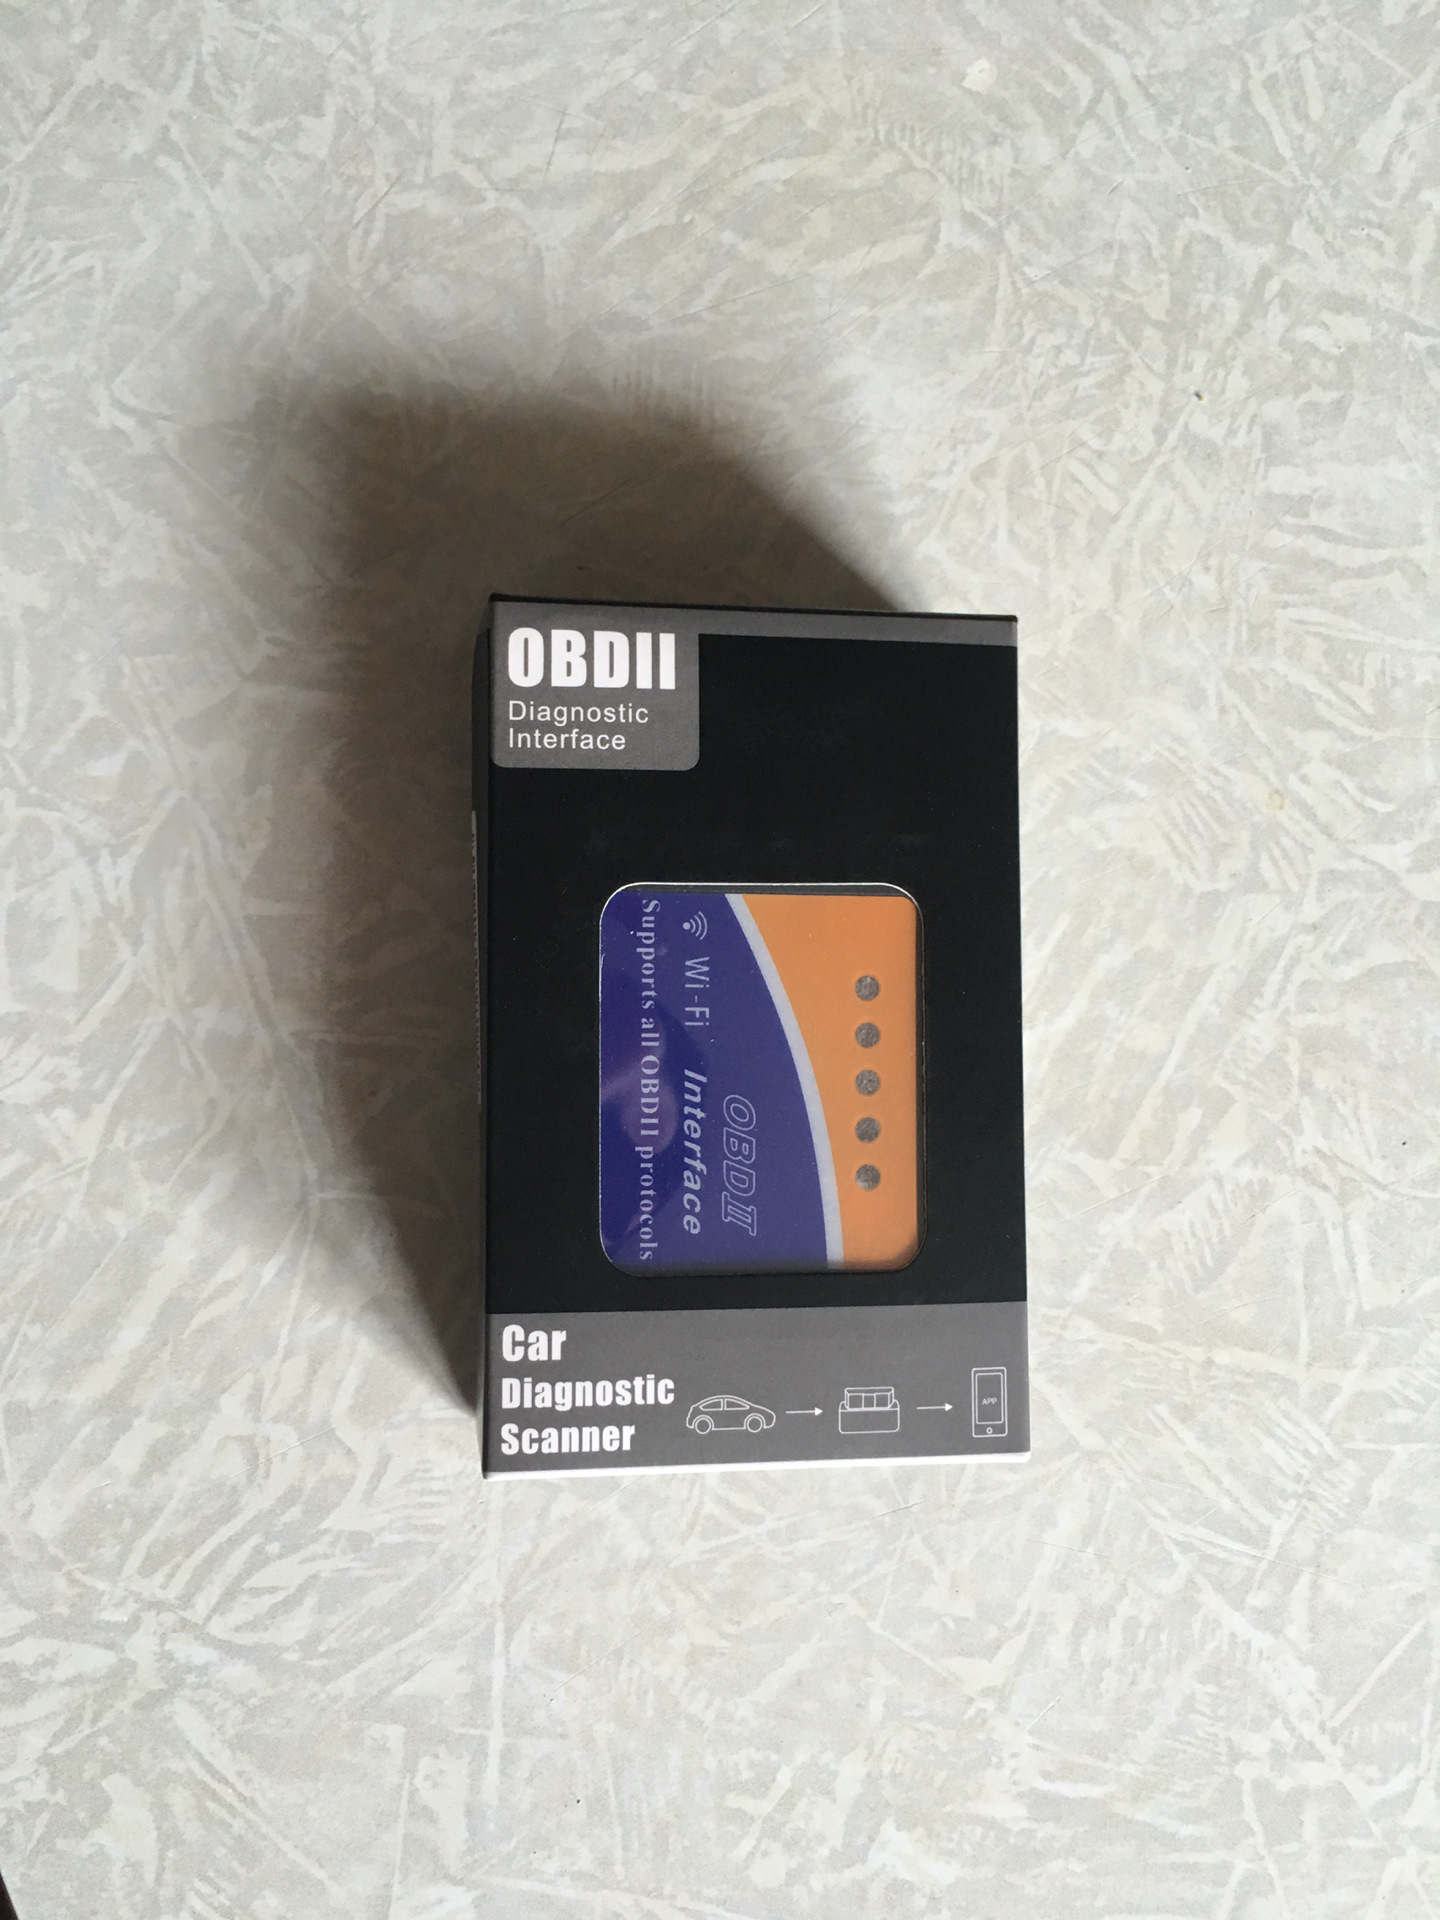 OBDII
Diagnostic
Interface
OBDII
Wi-Fi Interface
Supports all OBDII protocols
Car
Diagnostic
Scanner
APP